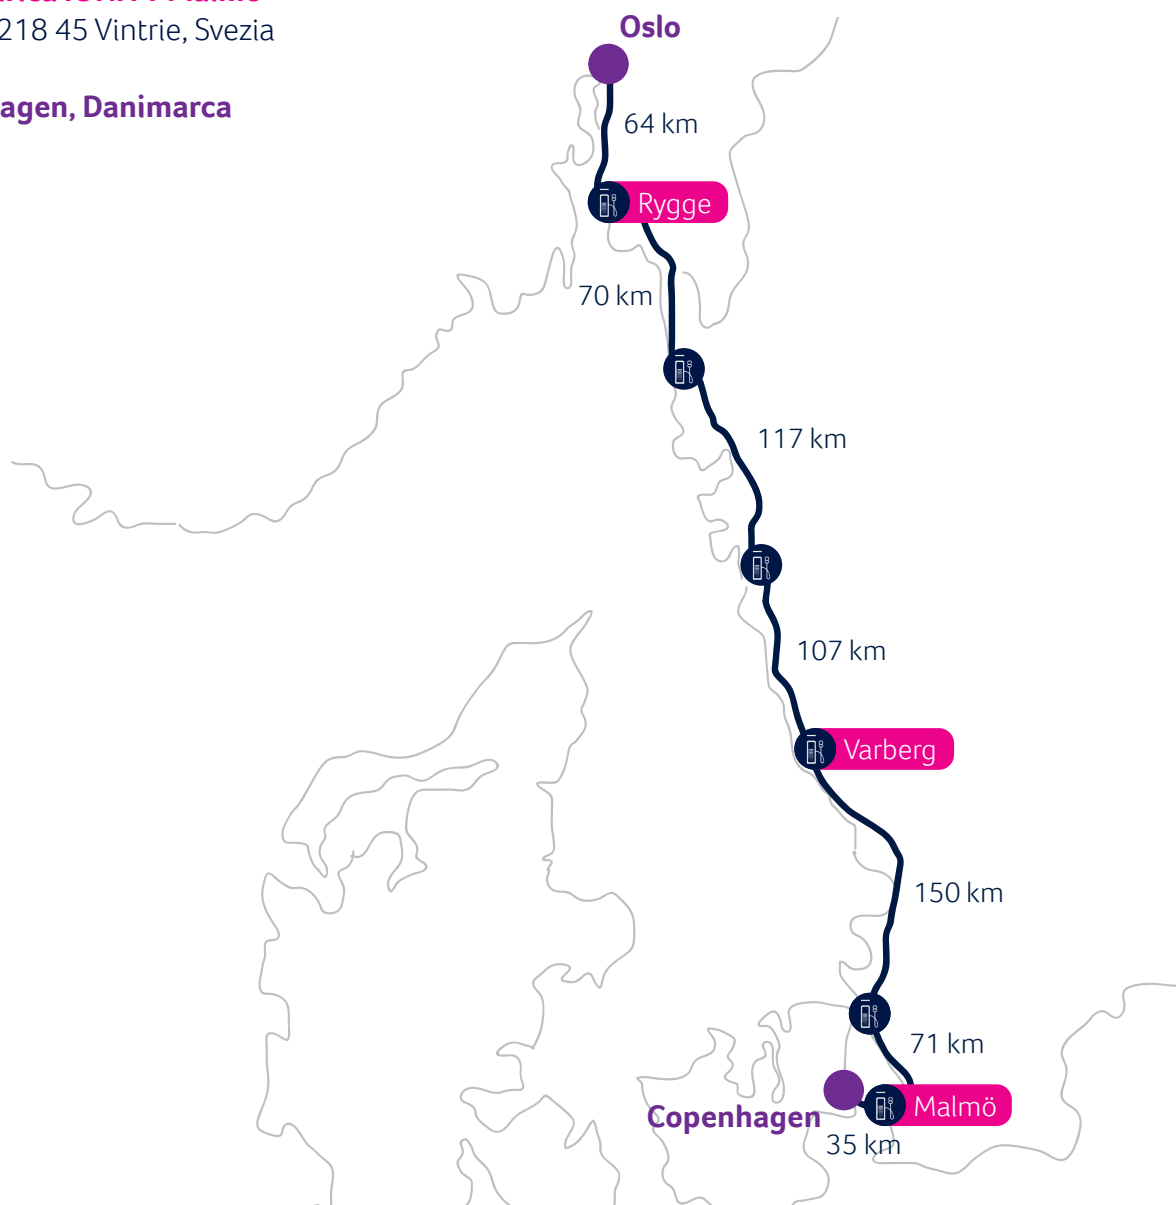 218 45 Vintrie, Svezia
agen, Danimarca
Oslo
64 km
Rygge
70 km
117 km
107 km
Varberg
150 km
71 km
Malmö
Copenhagen
35 km